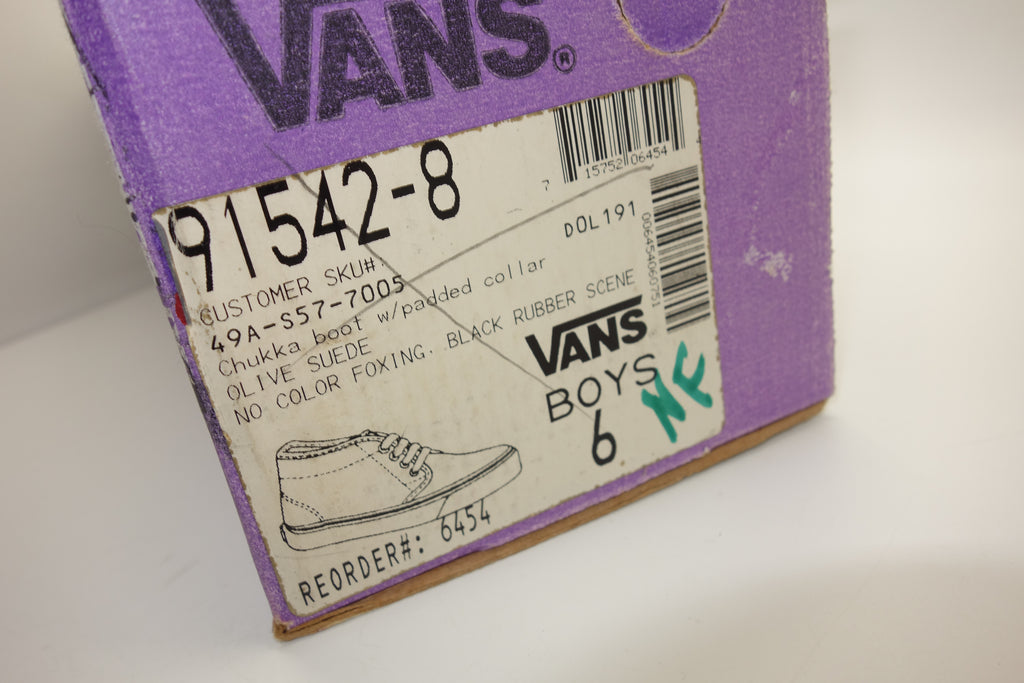 VANS®
91542-8
7 15752 06454
CUSTOMER SKU#:
49A-S57-7005
DOL191
006454060751
Chukka boot w/padded collar
OLIVE SUEDE
NO COLOR FOXING. BLACK RUBBER SCENE
VANS
BOYS
6
NF
REORDER#: 6454